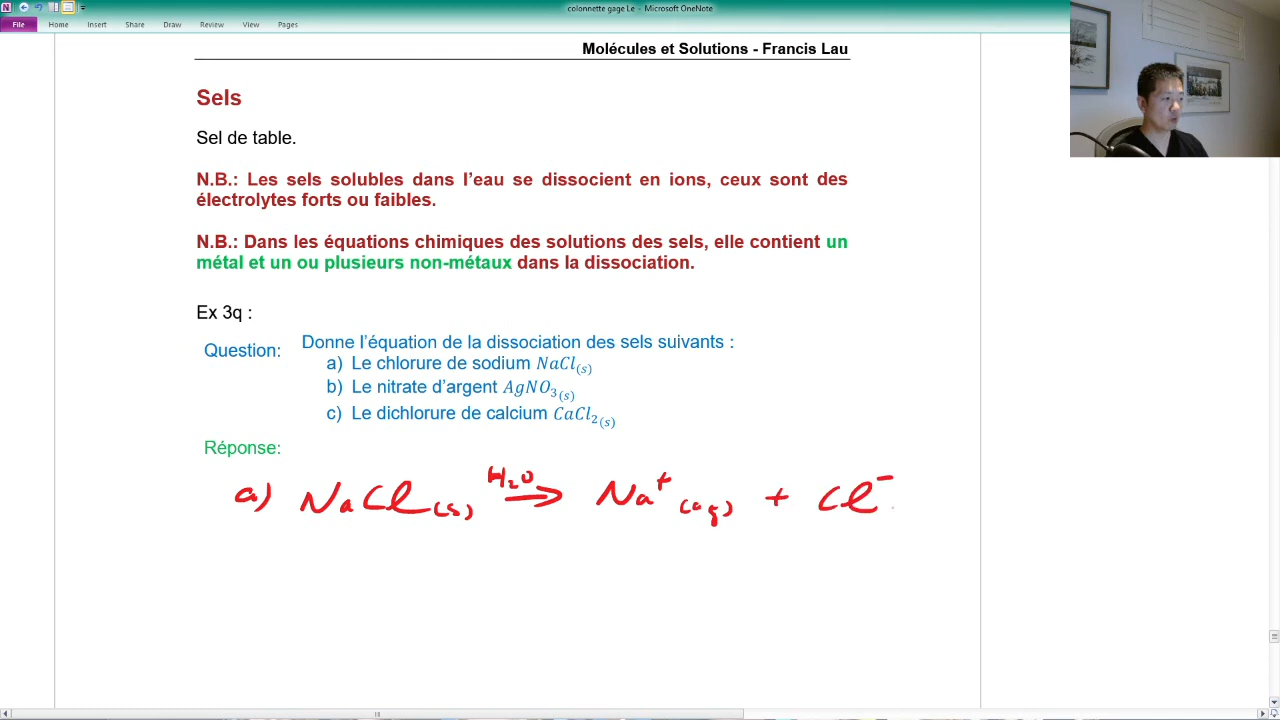 colonnette gage Le - Microsoft OneNote
File Home Insert Share Draw Review View Pages
Molécules et Solutions - Francis Lau
Sels
Sel de table.
N.B.: Les sels solubles dans l'eau se dissocient en ions, ceux sont des
électrolytes forts ou faibles.
N.B.: Dans les équations chimiques des solutions des sels, elle contient un
métal et un ou plusieurs non-métaux dans la dissociation.
Ex 3q :
Question: Donne l'équation de la dissociation des sels suivants :
a) Le chlorure de sodium NaCl(s)
b) Le nitrate d'argent AgNO₃(s)
c) Le dichlorure de calcium CaCl₂(s)
Réponse:
a) NaCl(s) H₂O → Na⁺(aq) + Cl⁻